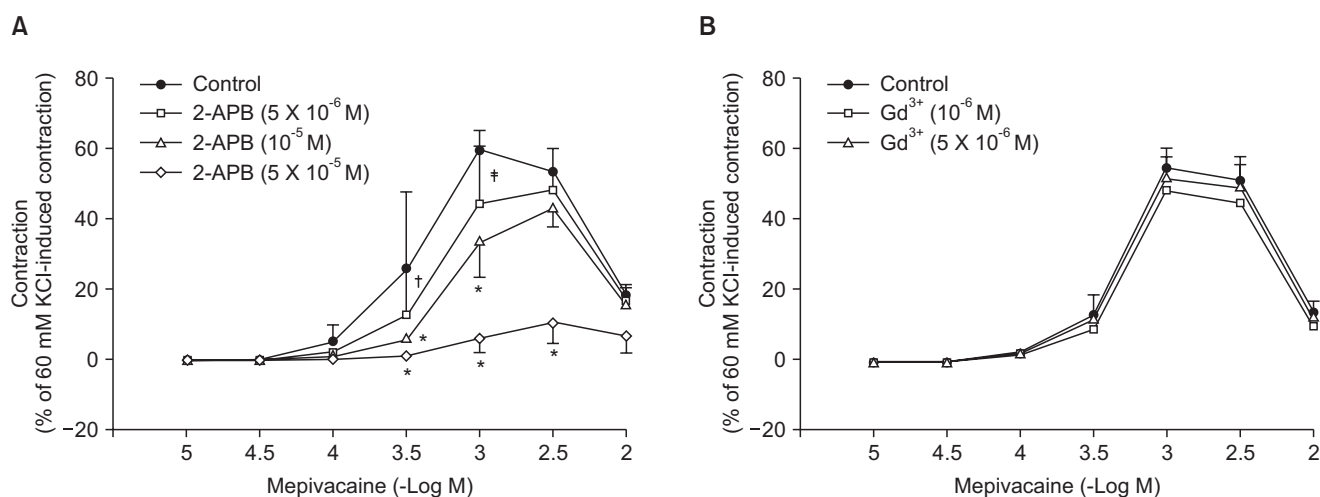 A
Contraction
(% of 60 mM KCl-induced contraction)
80
60
40
20
0
−20
Control
2-APB (5 X 10⁻⁶ M)
2-APB (10⁻⁵ M)
2-APB (5 X 10⁻⁵ M)
‡
†
*
*
*
*
*
5 4.5 4 3.5 3 2.5 2
Mepivacaine (-Log M)
B
Contraction
(% of 60 mM KCl-induced contraction)
80
60
40
20
0
−20
Control
Gd³⁺ (10⁻⁶ M)
Gd³⁺ (5 X 10⁻⁶ M)
5 4.5 4 3.5 3 2.5 2
Mepivacaine (-Log M)